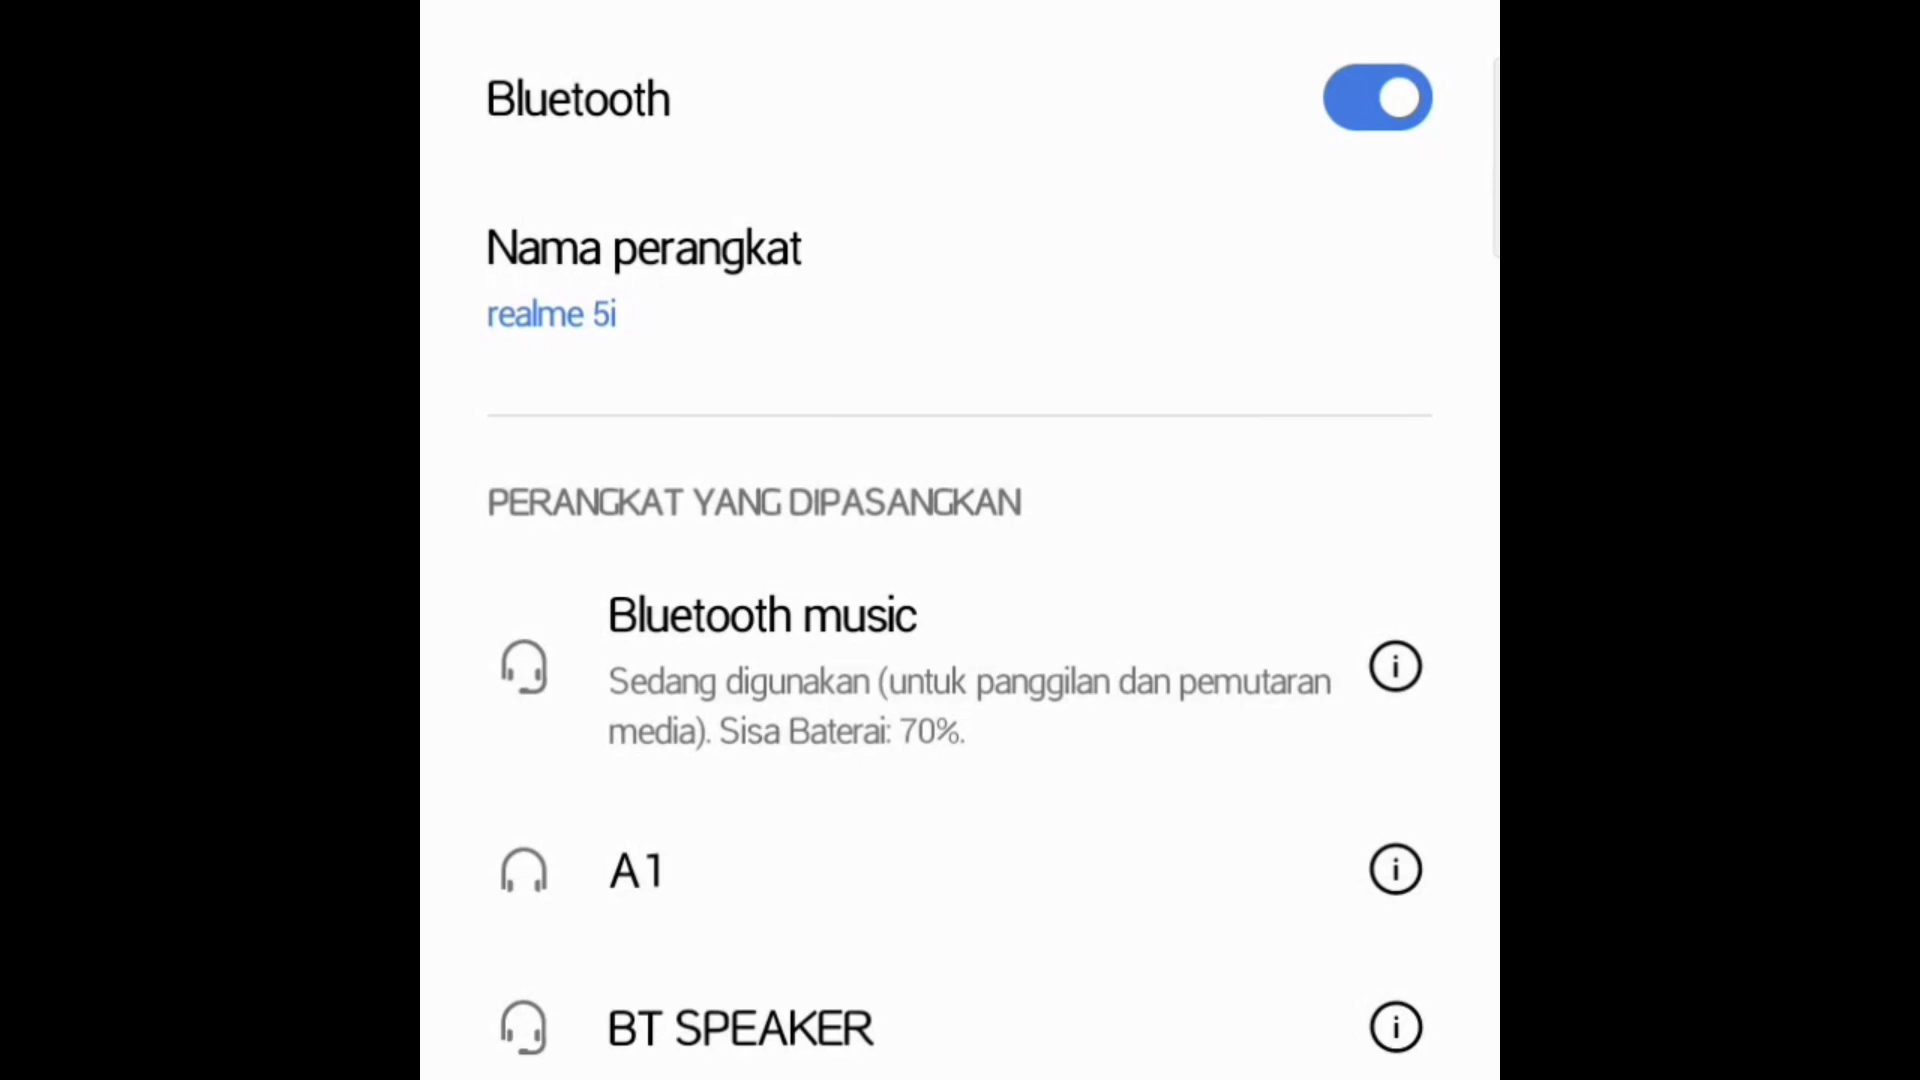 Bluetooth
Nama perangkat
realme 5i
PERANGKAT YANG DIPASANGKAN
Bluetooth music
Sedang digunakan (untuk panggilan dan pemutaran
media). Sisa Baterai: 70%.
A1
BT SPEAKER